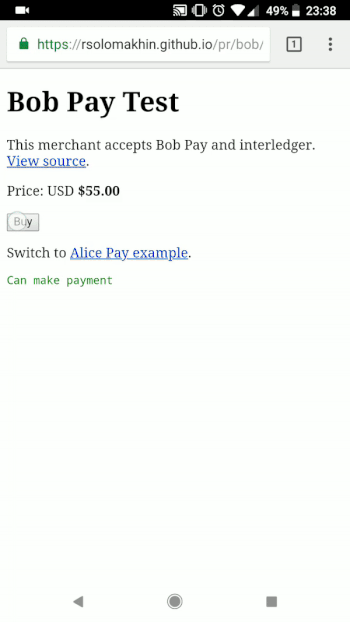 49% 23:38
https://rsolomakhin.github.io/pr/bob/
1
Bob Pay Test
This merchant accepts Bob Pay and interledger.
View source.
Price: USD $55.00
Buy
Switch to Alice Pay example.
Can make payment